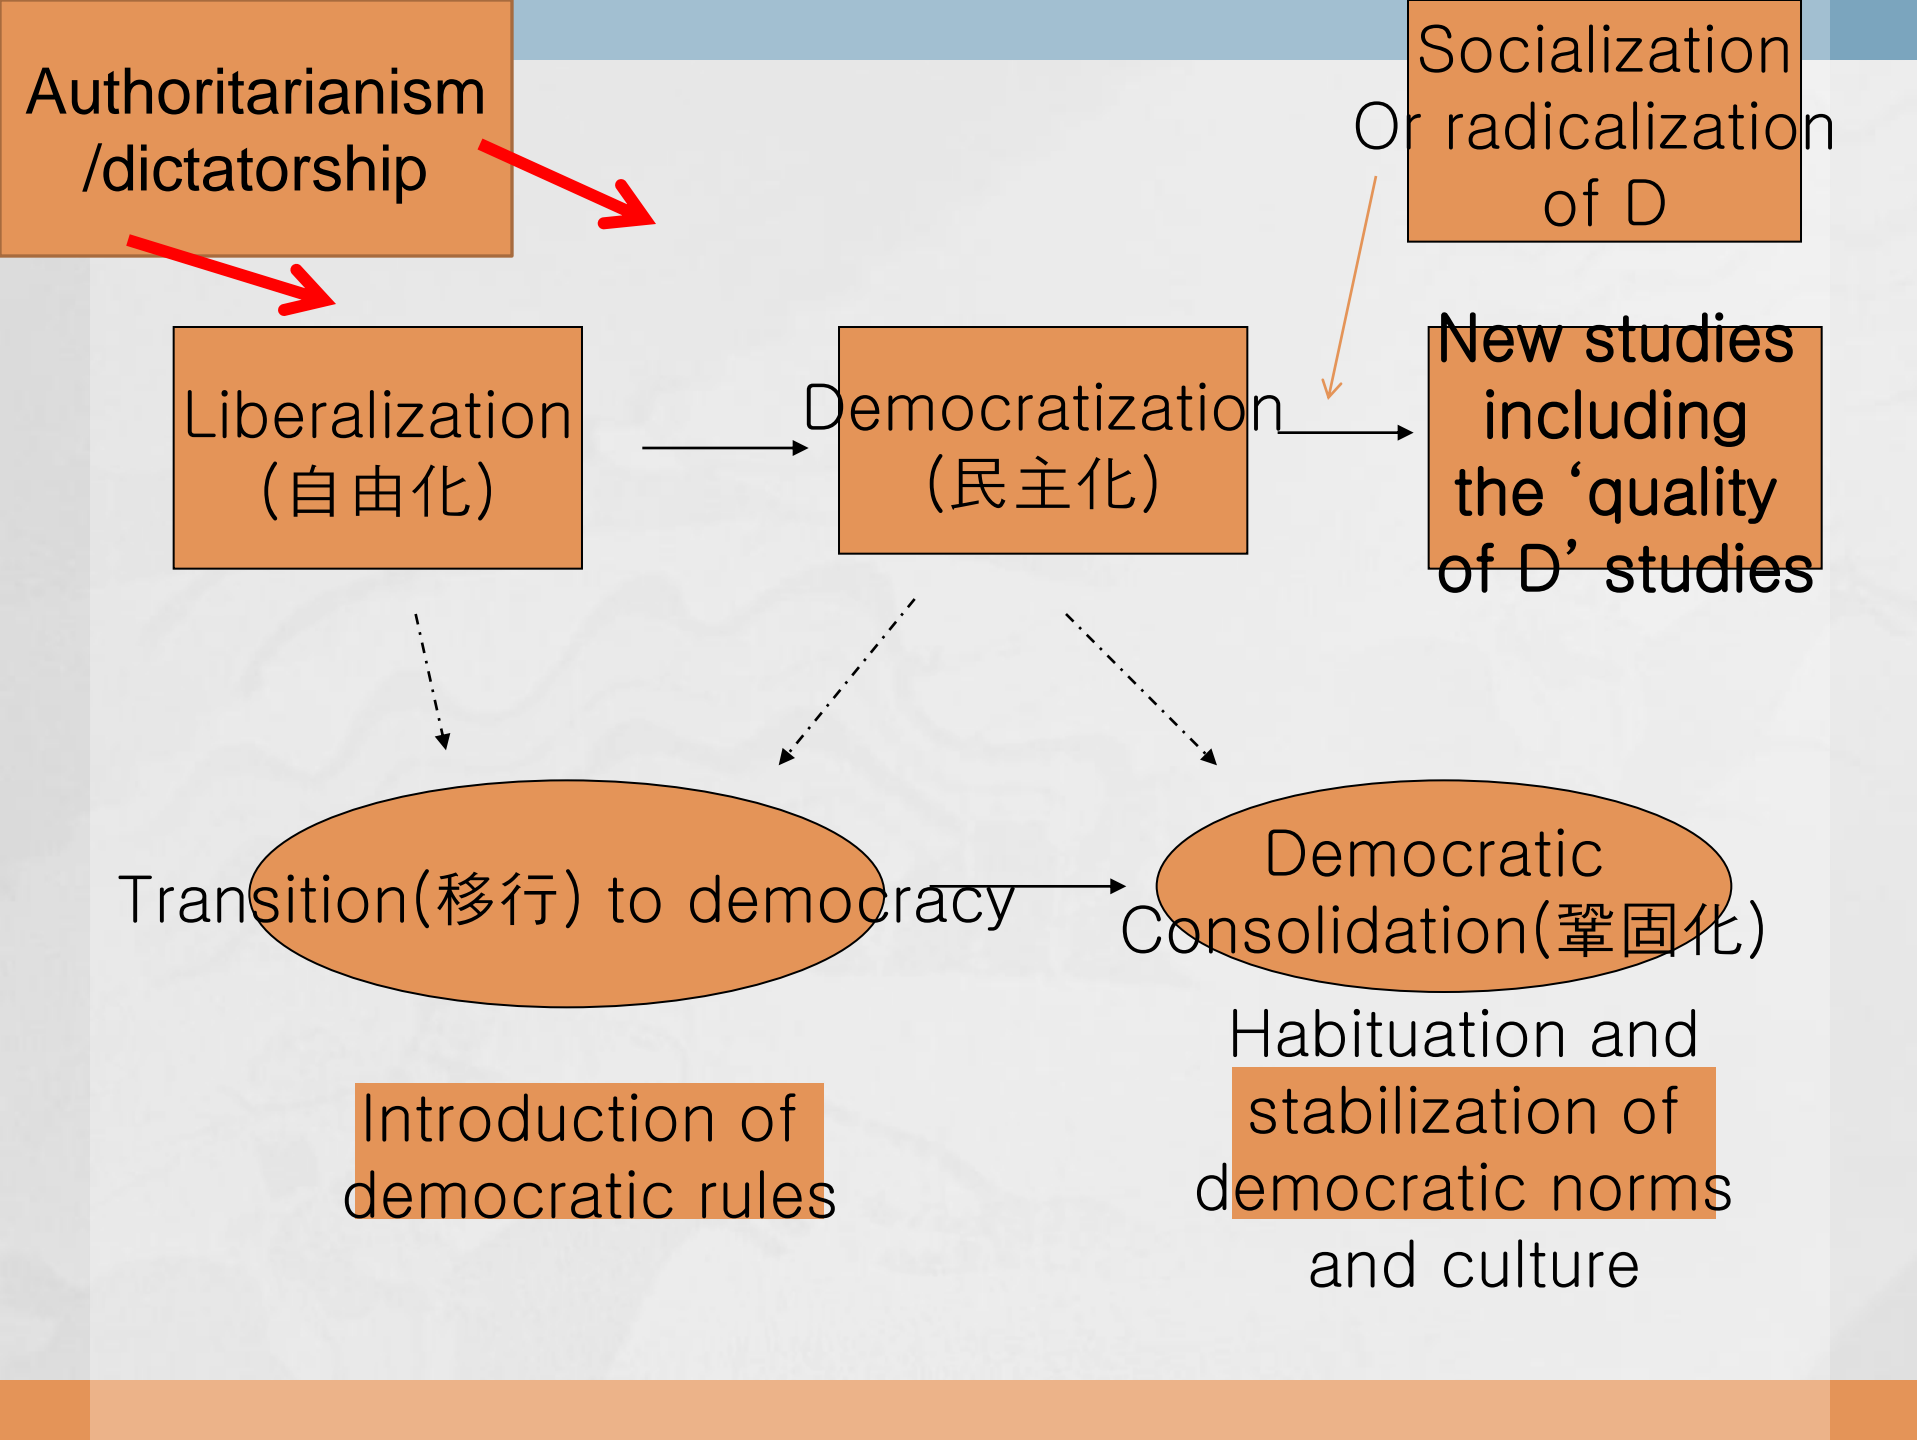 Authoritarianism
/dictatorship
Socialization
Or radicalization
of D
Liberalization
(自由化)
Democratization
(民主化)
New studies
including
the ‘quality
of D’ studies
Transition(移行) to democracy
Democratic
Consolidation(鞏固化)
Introduction of
democratic rules
Habituation and
stabilization of
democratic norms
and culture